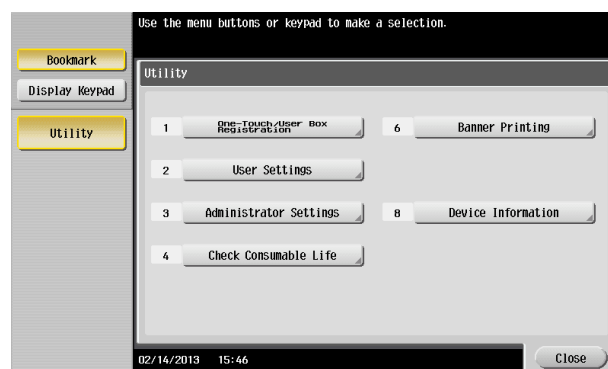 Use the menu buttons or keypad to make a selection.
Bookmark
Display Keypad
Utility
Utility
1 One-Touch/User Box
Registration
6 Banner Printing
2 User Settings
3 Administrator Settings
8 Device Information
4 Check Consumable Life
02/14/2013 15:46
Close